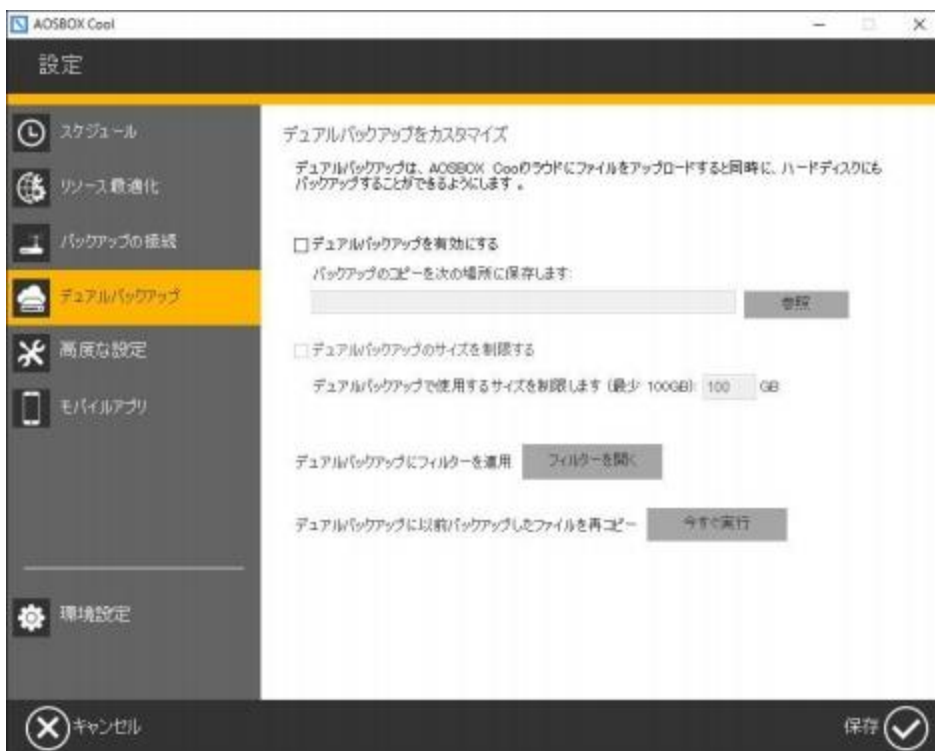 AOSBOX Cool
設定
スケジュール
リソース最適化
バックアップの接続
デュアルバックアップ
高度な設定
モバイルアプリ
環境設定
デュアルバックアップをカスタマイズ
デュアルバックアップは、AOSBOX Coolクラウドにファイルをアップロードすると同時に、ハードディスクにも
バックアップすることができるようにします。
デュアルバックアップを有効にする
バックアップのコピーを次の場所に保存します:
参照
デュアルバックアップのサイズを制限する
デュアルバックアップで使用するサイズを制限します (最少 100GB): 100 GB
デュアルバックアップにフィルターを適用 フィルターを開く
デュアルバックアップに以前バックアップしたファイルを再コピー 今すぐ実行
キャンセル
保存